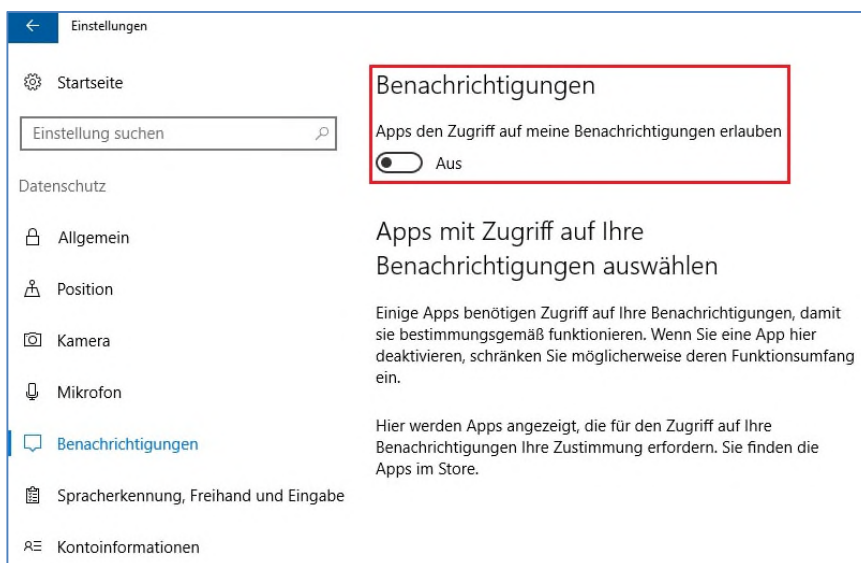 Einstellungen
Startseite
Einstellung suchen
Datenschutz
Allgemein
Position
Kamera
Mikrofon
Benachrichtigungen
Spracherkennung, Freihand und Eingabe
Kontoinformationen
Benachrichtigungen
Apps den Zugriff auf meine Benachrichtigungen erlauben
Aus
Apps mit Zugriff auf Ihre
Benachrichtigungen auswählen
Einige Apps benötigen Zugriff auf Ihre Benachrichtigungen, damit
sie bestimmungsgemäß funktionieren. Wenn Sie eine App hier
deaktivieren, schränken Sie möglicherweise deren Funktionsumfang
ein.
Hier werden Apps angezeigt, die für den Zugriff auf Ihre
Benachrichtigungen Ihre Zustimmung erfordern. Sie finden die
Apps im Store.